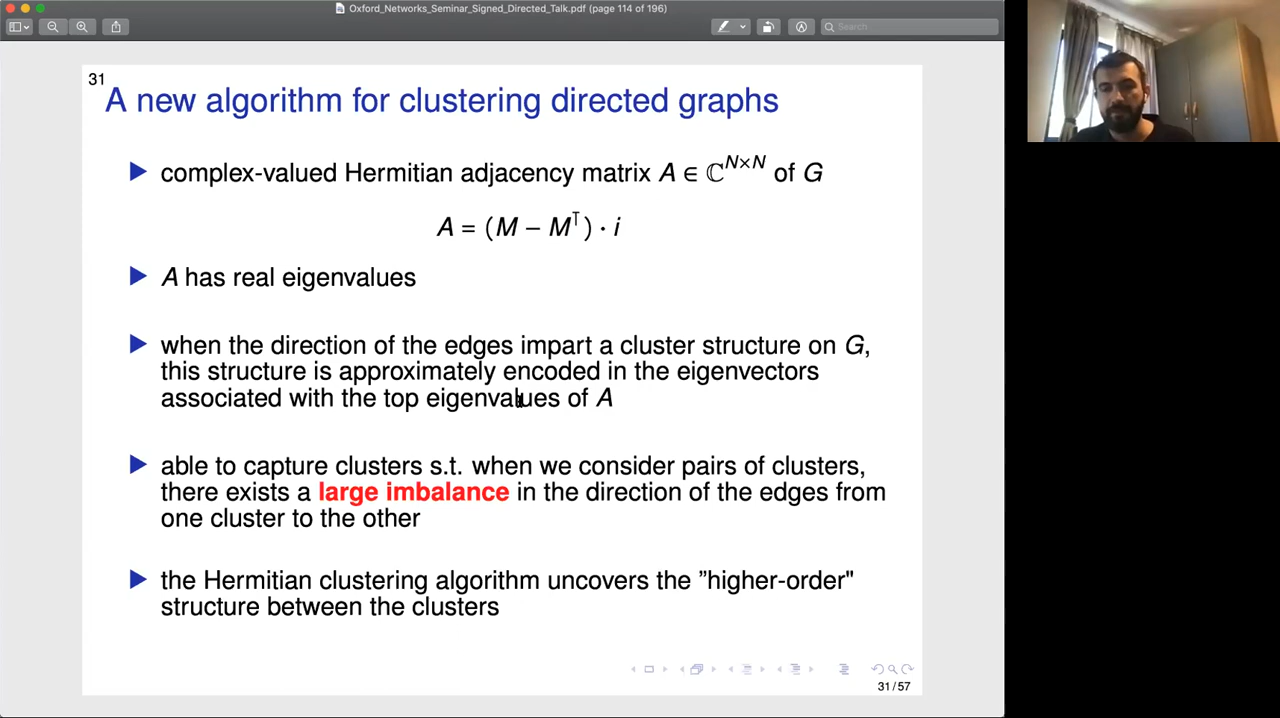 Oxford_Networks_Seminar_Signed_Directed_Talk.pdf (page 114 of 196)
Search
31
A new algorithm for clustering directed graphs
complex-valued Hermitian adjacency matrix A ∈ ℂ^{N×N} of G
A = (M − M^⊺) · i
A has real eigenvalues
when the direction of the edges impart a cluster structure on G,
this structure is approximately encoded in the eigenvectors
associated with the top eigenvalues of A
able to capture clusters s.t. when we consider pairs of clusters,
there exists a large imbalance in the direction of the edges from
one cluster to the other
the Hermitian clustering algorithm uncovers the ”higher-order"
structure between the clusters
31/57